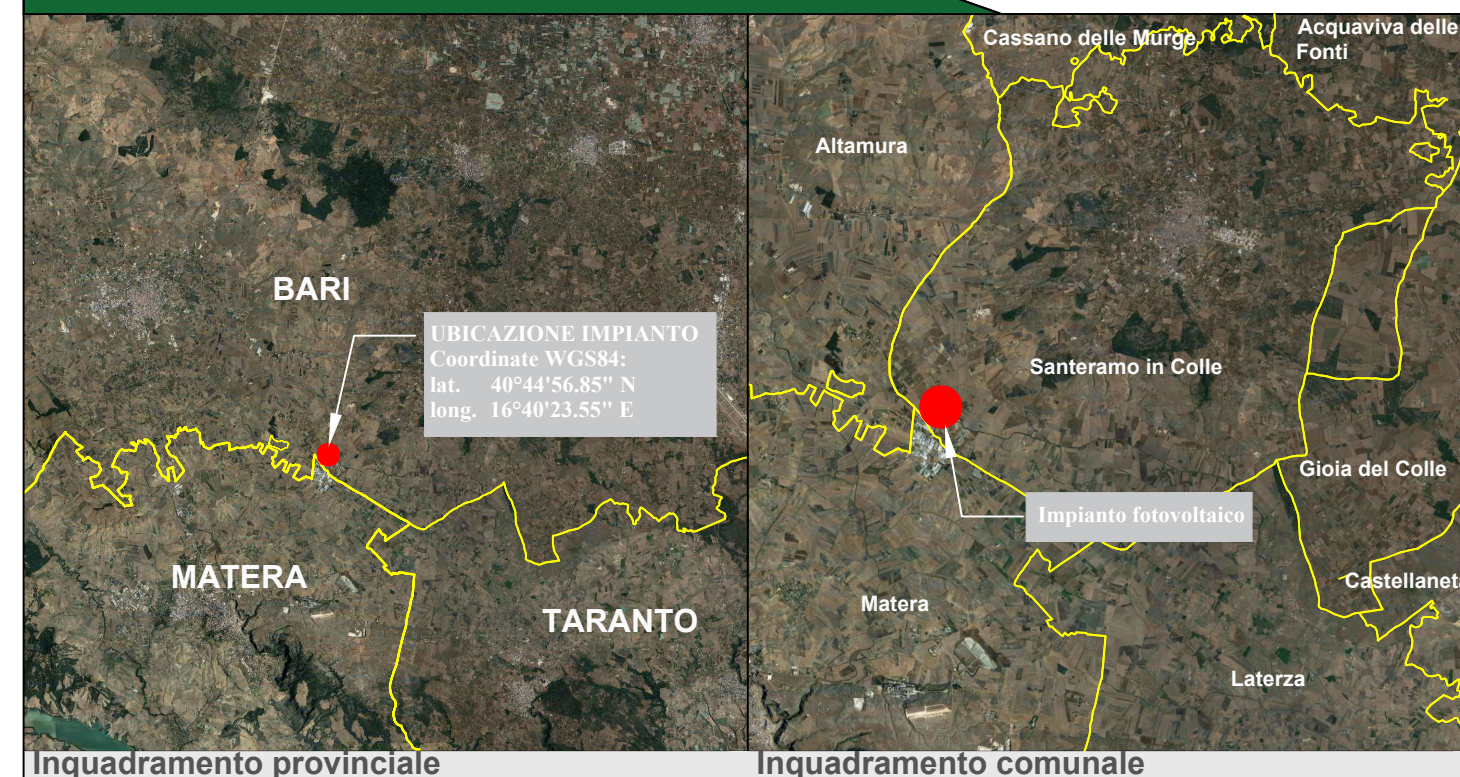 BARI
UBICAZIONE IMPIANTO
Coordinate WGS84:
lat. 40°44'56.85" N
long. 16°40'23.55" E
MATERA
TARANTO
Inquadramento provinciale
Cassano delle Murge
Acquaviva delle
Fonti
Altamura
Santeramo in Colle
Gioia del Colle
Impianto fotovoltaico
Castellaneta
Matera
Laterza
Inquadramento comunale